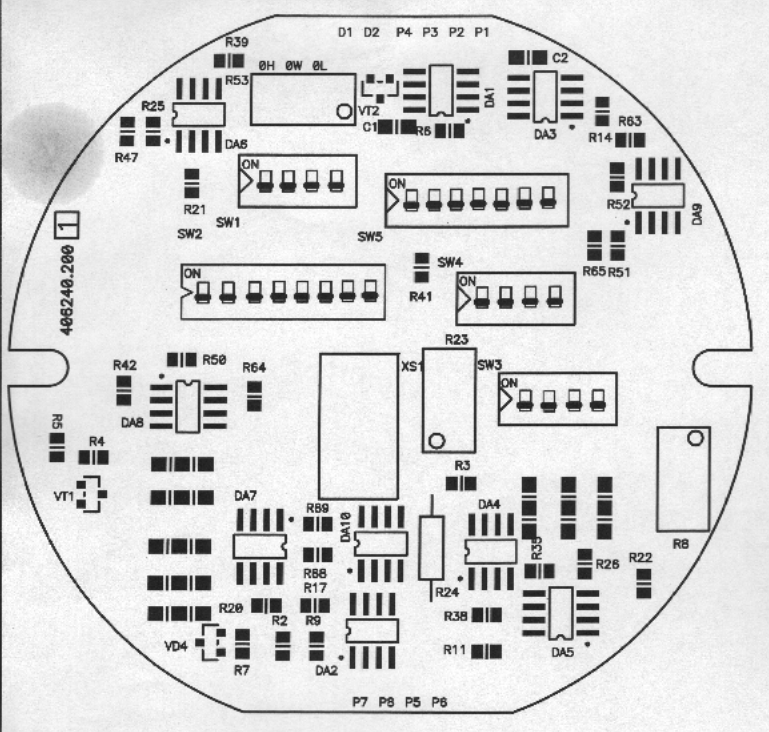 D1 D2 P4 P3 P2 P1
R39
C2
0H 0W 0L
R53
DA1
R25
VT2
C1
R6
DA3
R63
R14
DA6
R47
R21
ON
ON
R52
DA9
SW1
SW2
SW5
1
406240.200
ON
R41
SW4
ON
R65 R51
R23
R42
R50
R64
XS1
SW3
ON
DA8
R5
R4
VT1
R3
DA7
R69
DA10
DA4
R8
R68
R35
R26
R22
R17
R24
R20
R2
R9
R38
VD4
R7
DA2
R11
DA5
P7 P8 P5 P6